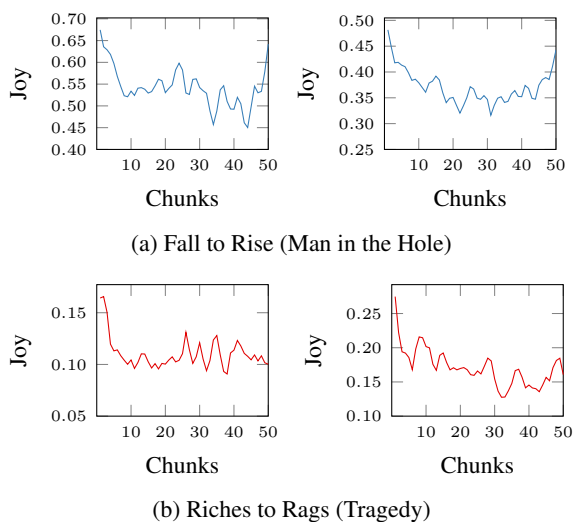 0.70
0.65
0.60
0.55
0.50
0.45
0.40
Joy
10 20 30 40 50
Chunks
0.50
0.45
0.40
0.35
0.30
0.25
Joy
10 20 30 40 50
Chunks
(a) Fall to Rise (Man in the Hole)
0.15
0.10
0.05
Joy
10 20 30 40 50
Chunks
0.25
0.20
0.15
0.10
Joy
10 20 30 40 50
Chunks
(b) Riches to Rags (Tragedy)